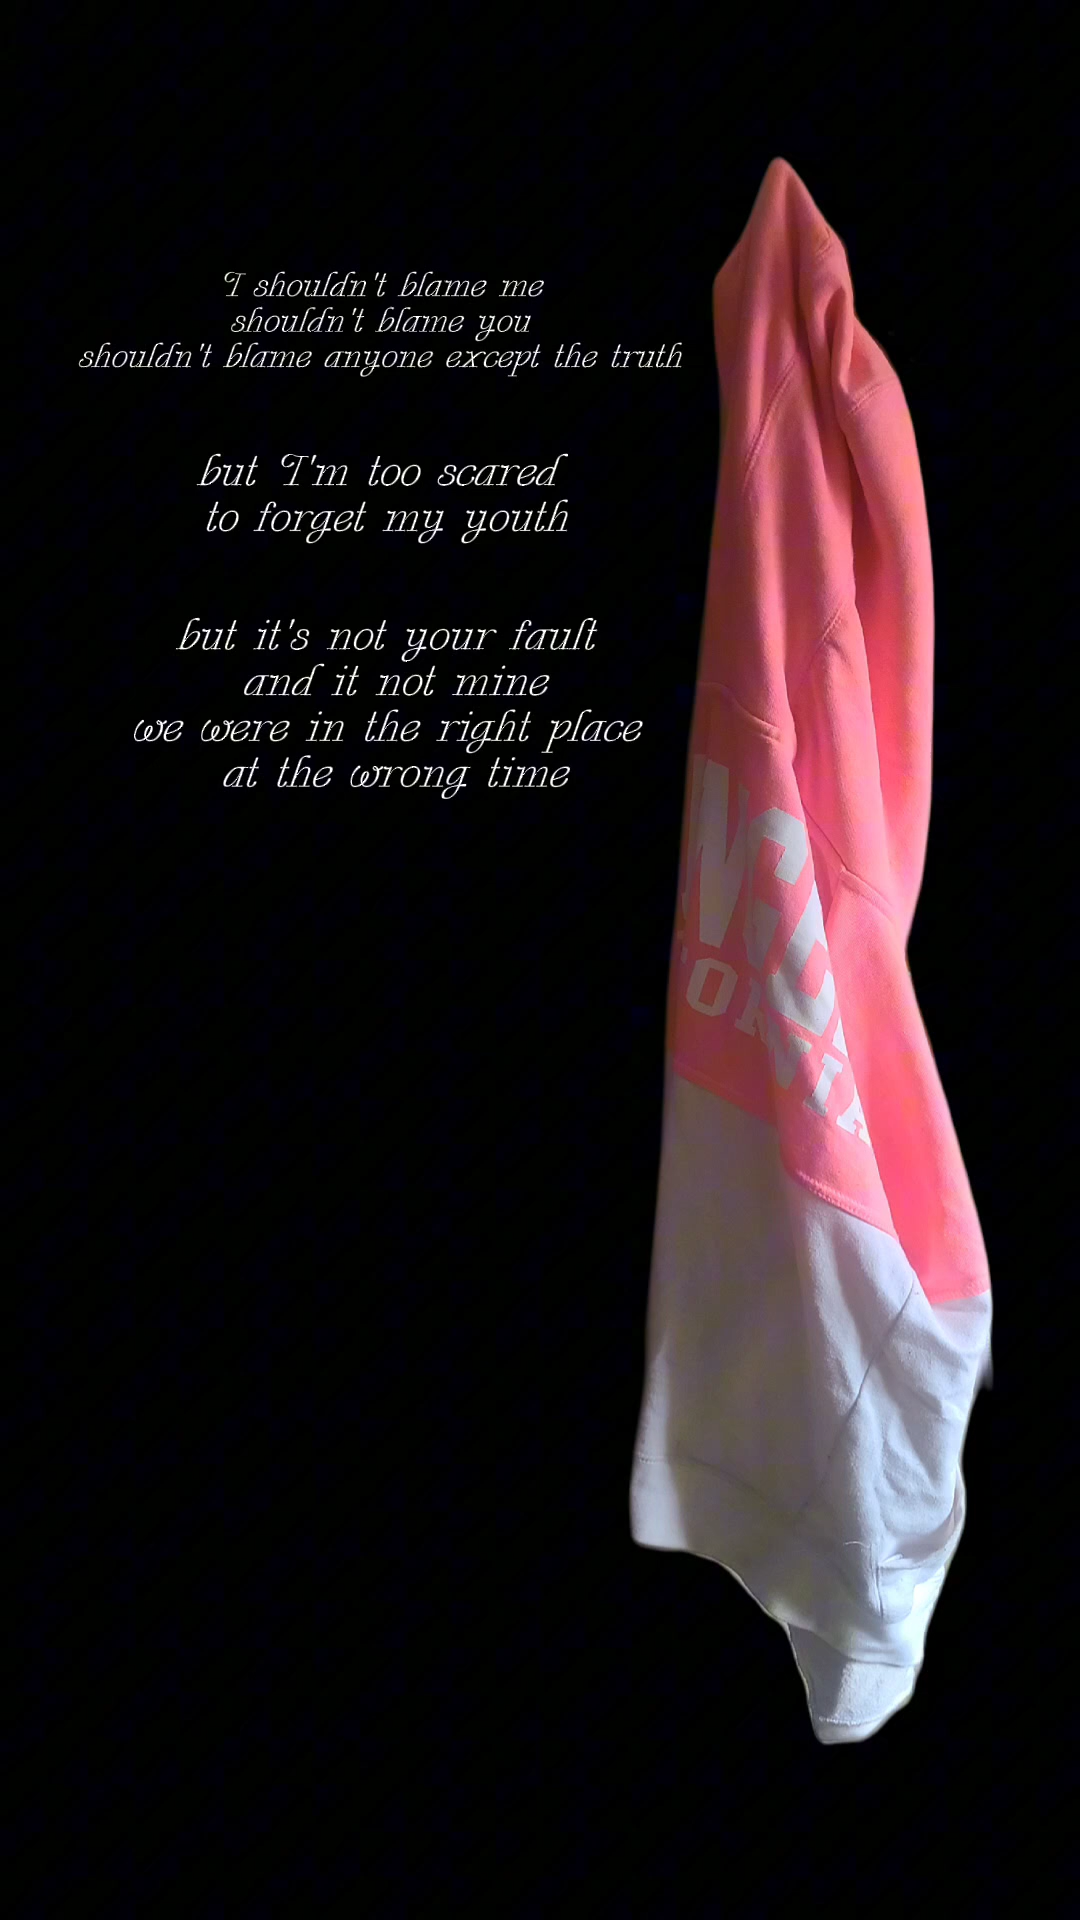 I shouldn't blame me
shouldn't blame you
shouldn't blame anyone except the truth
but I'm too scared
to forget my youth
but it's not your fault
and it not mine
we were in the right place
at the wrong time